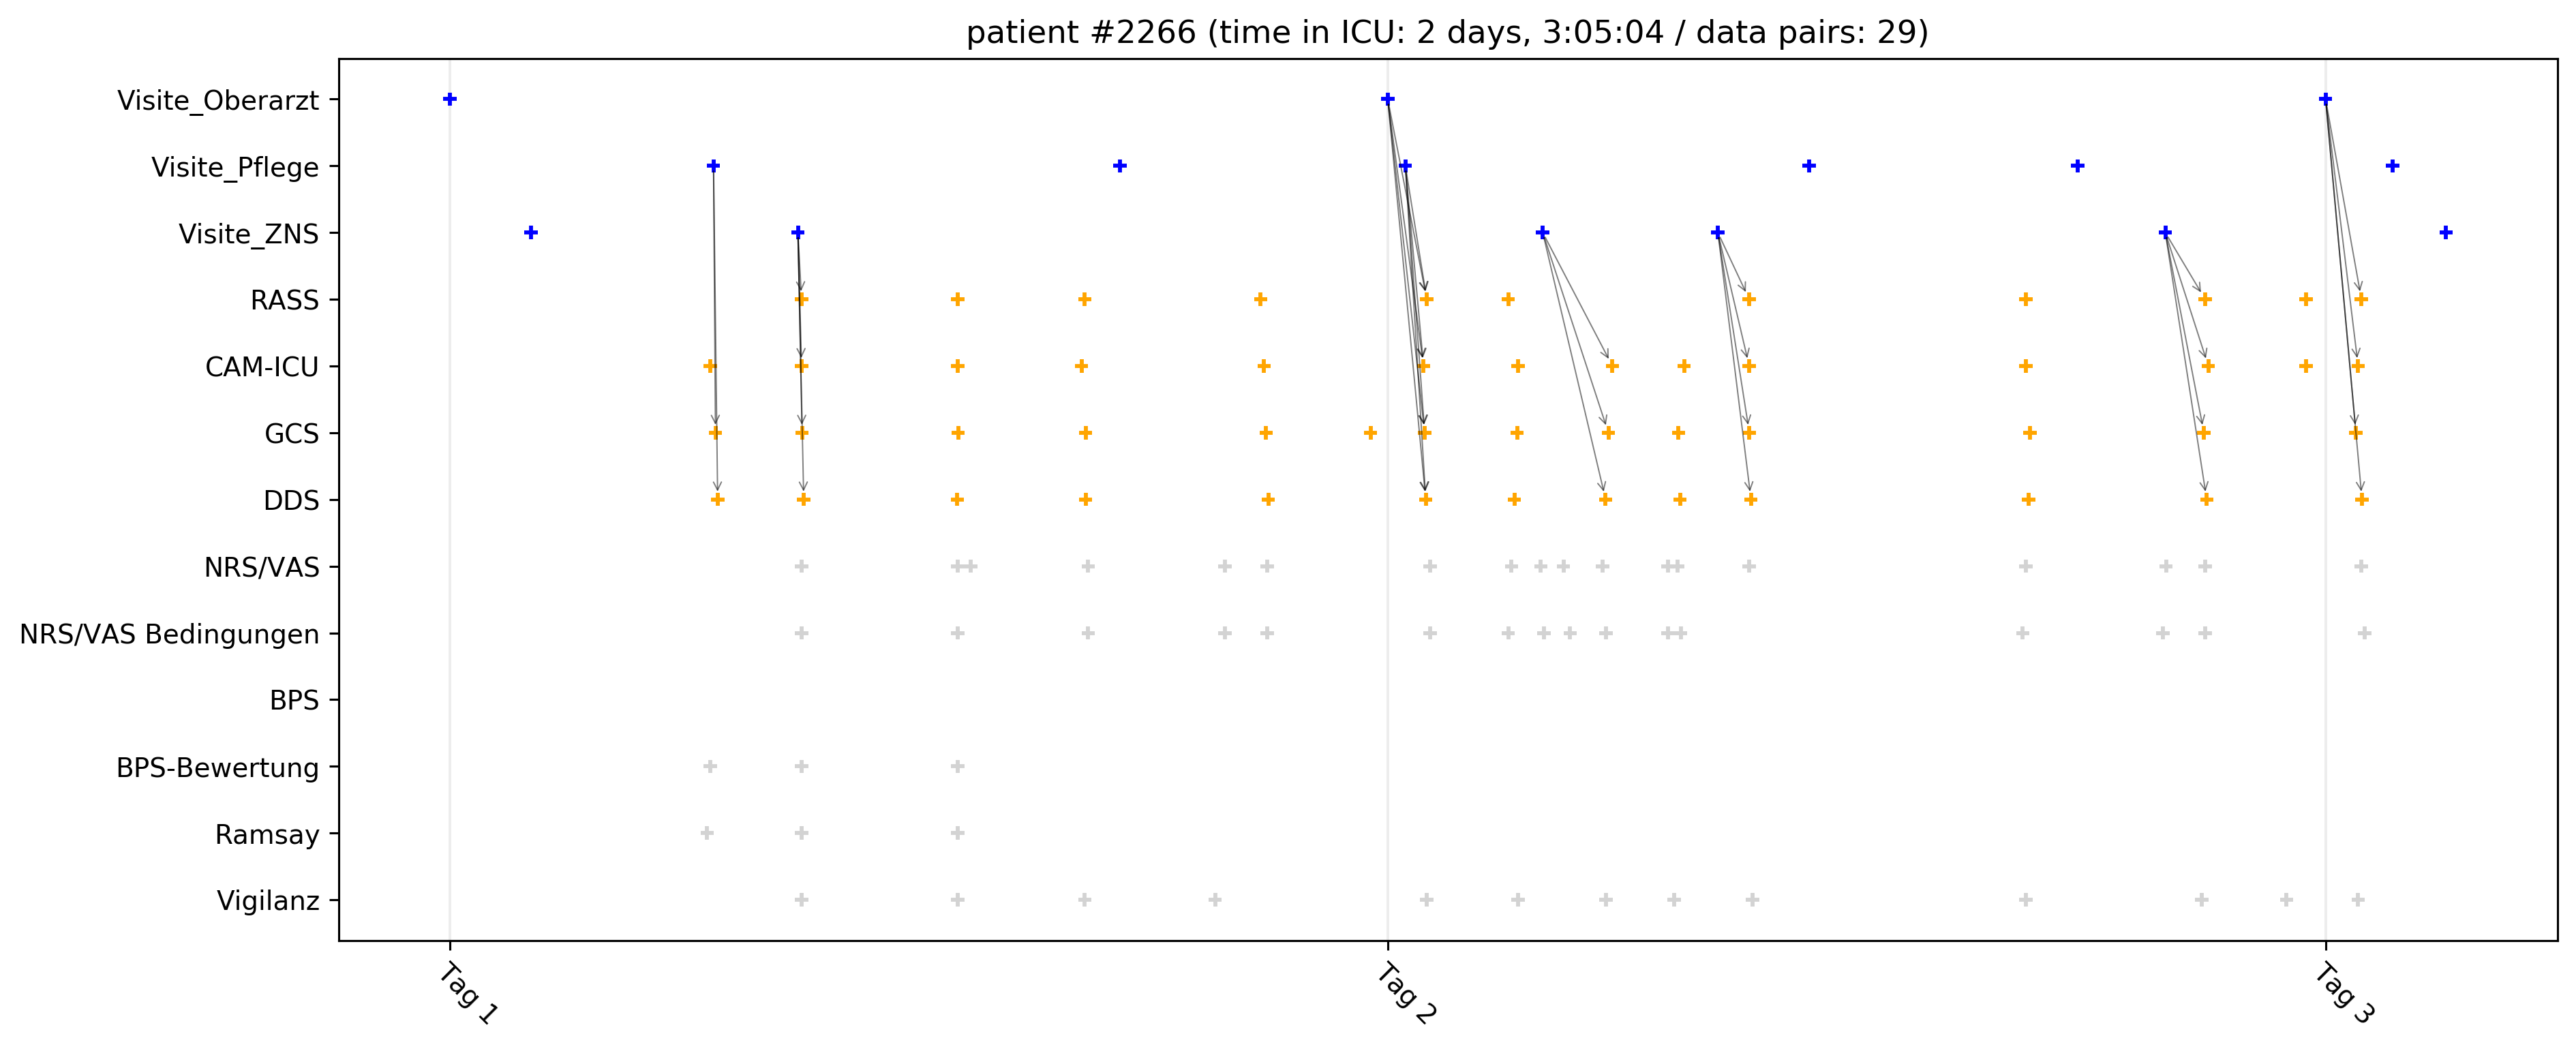 patient #2266 (time in ICU: 2 days, 3:05:04 / data pairs: 29)
Visite_Oberarzt
Visite_Pflege
Visite_ZNS
RASS
CAM-ICU
GCS
DDS
NRS/VAS
NRS/VAS Bedingungen
BPS
BPS-Bewertung
Ramsay
Vigilanz
Tag 1
Tag 2
Tag 3